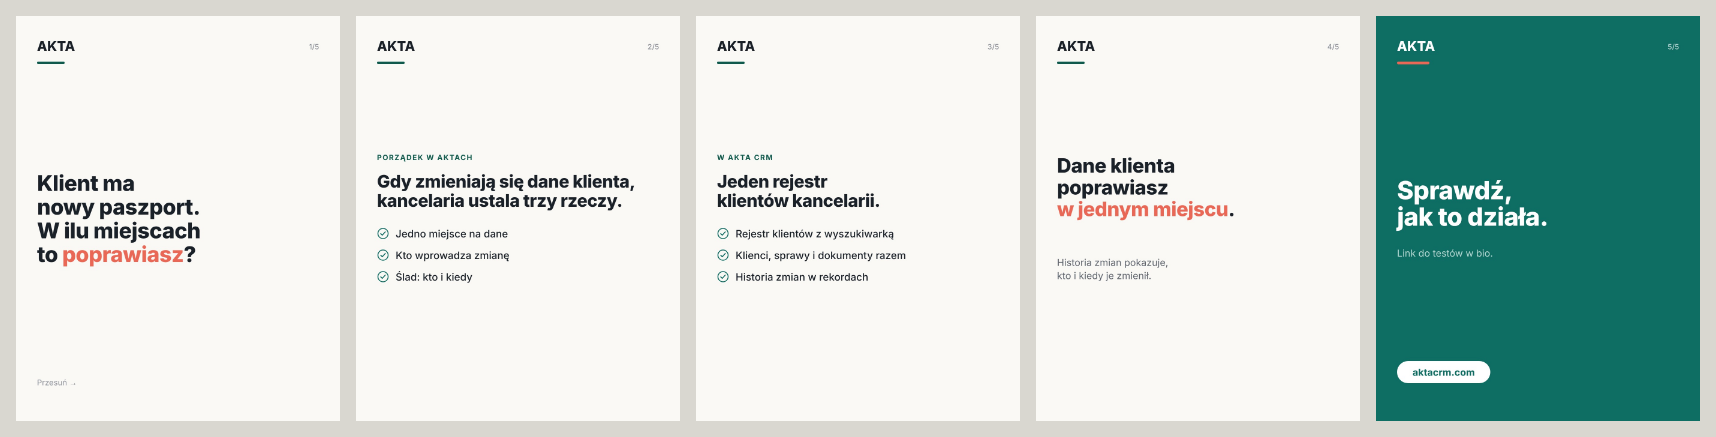 AKTA
1/5
Klient ma
nowy paszport.
W ilu miejscach
to poprawiasz?
Przesuń →
AKTA
2/5
PORZĄDEK W AKTACH
Gdy zmieniają się dane klienta,
kancelaria ustala trzy rzeczy.
Jedno miejsce na dane
Kto wprowadza zmianę
Ślad: kto i kiedy
AKTA
3/5
W AKTA CRM
Jeden rejestr
klientów kancelarii.
Rejestr klientów z wyszukiwarką
Klienci, sprawy i dokumenty razem
Historia zmian w rekordach
AKTA
4/5
Dane klienta
poprawiasz
w jednym miejscu.
Historia zmian pokazuje,
kto i kiedy je zmienił.
AKTA
5/5
Sprawdź,
jak to działa.
Link do testów w bio.
aktacrm.com